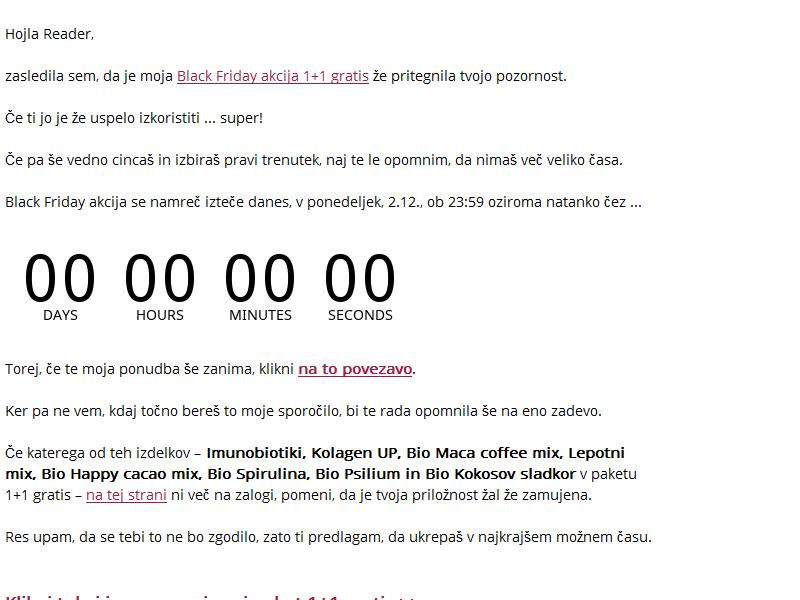 Hojla Reader,
zasledila sem, da je moja Black Friday akcija 1+1 gratis že pritegnila tvojo pozornost.
Če ti jo je že uspelo izkoristiti ... super!
Če pa še vedno cincaš in izbiraš pravi trenutek, naj te le opomnim, da nimaš več veliko časa.
Black Friday akcija se namreč izteče danes, v ponedeljek, 2.12., ob 23:59 oziroma natanko čez ...
00 00 00 00
DAYS HOURS MINUTES SECONDS
Torej, če te moja ponudba še zanima, klikni na to povezavo.
Ker pa ne vem, kdaj točno bereš to moje sporočilo, bi te rada opomnila še na eno zadevo.
Če katerega od teh izdelkov – Imunobiotiki, Kolagen UP, Bio Maca coffee mix, Lepotni
mix, Bio Happy cacao mix, Bio Spirulina, Bio Psilium in Bio Kokosov sladkor v paketu
1+1 gratis – na tej strani ni več na zalogi, pomeni, da je tvoja priložnost žal že zamujena.
Res upam, da se tebi to ne bo zgodilo, zato ti predlagam, da ukrepaš v najkrajšem možnem času.